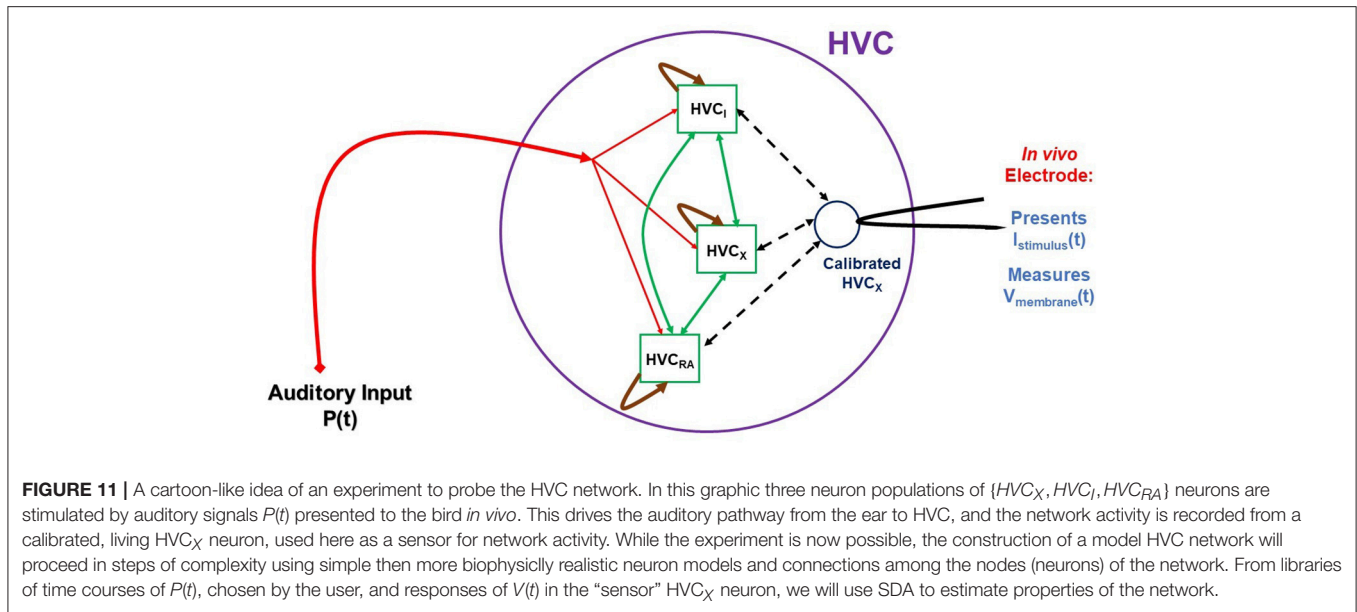 HVC
HVC_I
HVC_X
HVC_RA
Calibrated
HVC_X
In vivo
Electrode:
Presents
I_stimulus(t)
Measures
V_membrane(t)
Auditory Input
P(t)
FIGURE 11 | A cartoon-like idea of an experiment to probe the HVC network. In this graphic three neuron populations of {HVC_X, HVC_I, HVC_RA} neurons are
stimulated by auditory signals P(t) presented to the bird in vivo. This drives the auditory pathway from the ear to HVC, and the network activity is recorded from a
calibrated, living HVC_X neuron, used here as a sensor for network activity. While the experiment is now possible, the construction of a model HVC network will
proceed in steps of complexity using simple then more biophysiclly realistic neuron models and connections among the nodes (neurons) of the network. From libraries
of time courses of P(t), chosen by the user, and responses of V(t) in the “sensor” HVC_X neuron, we will use SDA to estimate properties of the network.